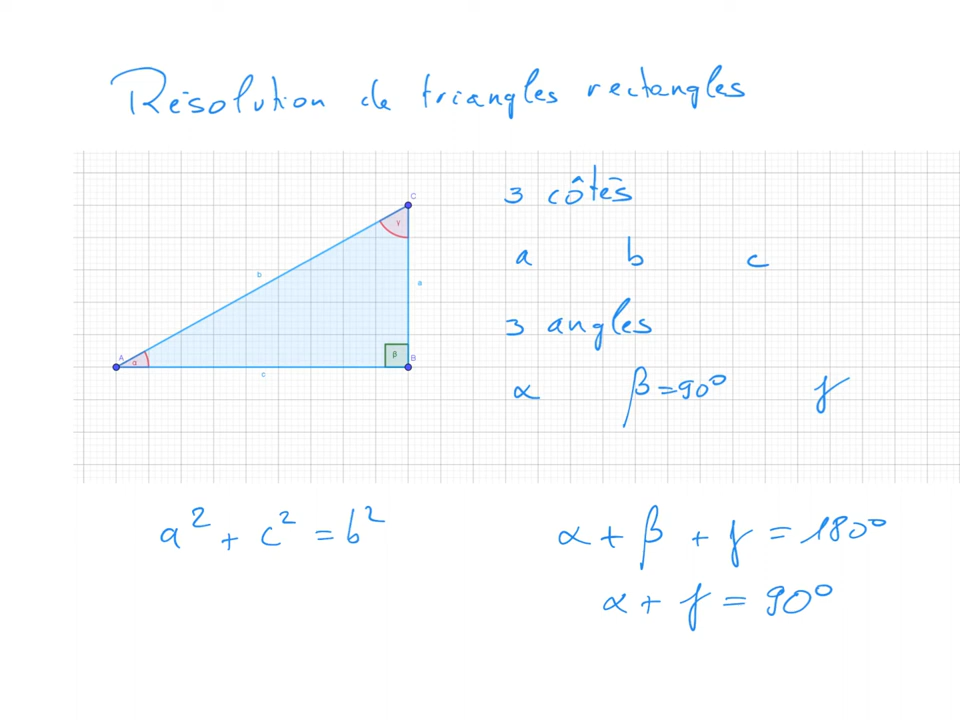 Résolution de triangles rectangles
C
γ
b
a
A
α
β
B
c
3 côtés
a b c
3 angles
α β=90° γ
a² + c² = b²
α + β + γ = 180°
α + γ = 90°